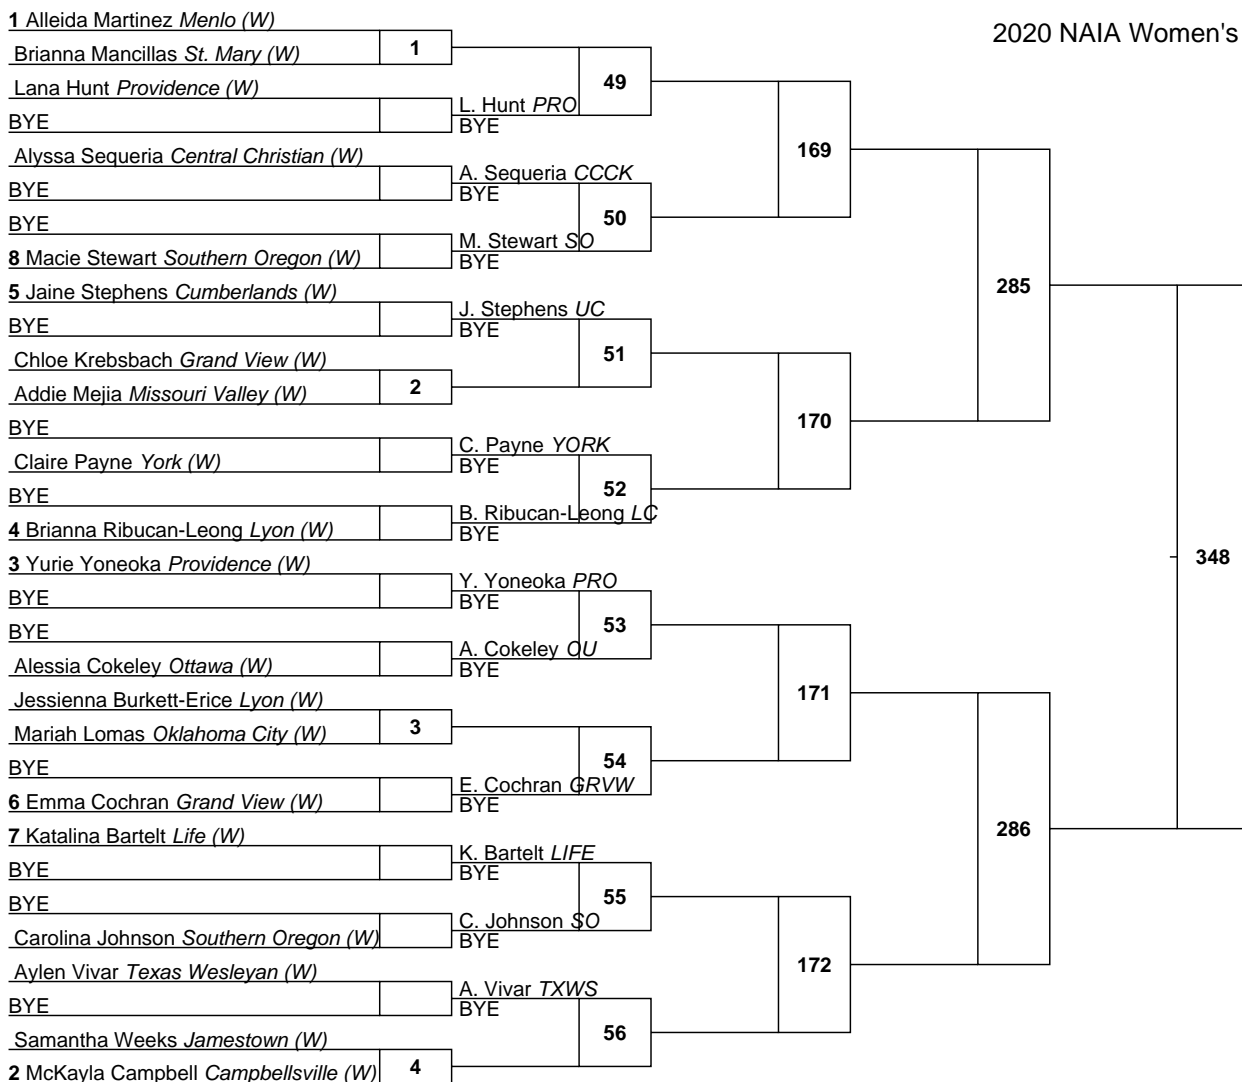 2020 NAIA Women's
1 Alleida Martinez Menlo (W)
1
Brianna Mancillas St. Mary (W)
49
Lana Hunt Providence (W)
L. Hunt PRO
BYE
BYE
169
Alyssa Sequeria Central Christian (W)
A. Sequeria CCCK
BYE
BYE
50
BYE
M. Stewart SO
8 Macie Stewart Southern Oregon (W)
BYE
285
5 Jaine Stephens Cumberlands (W)
J. Stephens UC
BYE
BYE
51
Chloe Krebsbach Grand View (W)
2
Addie Mejia Missouri Valley (W)
170
BYE
C. Payne YORK
Claire Payne York (W)
BYE
52
BYE
B. Ribucan-Leong LC
4 Brianna Ribucan-Leong Lyon (W)
BYE
348
3 Yurie Yoneoka Providence (W)
Y. Yoneoka PRO
BYE
BYE
53
BYE
A. Cokeley OU
Alessia Cokeley Ottawa (W)
BYE
171
Jessienna Burkett-Erice Lyon (W)
3
Mariah Lomas Oklahoma City (W)
54
BYE
E. Cochran GRVW
6 Emma Cochran Grand View (W)
BYE
286
7 Katalina Bartelt Life (W)
K. Bartelt LIFE
BYE
BYE
55
BYE
C. Johnson SO
Carolina Johnson Southern Oregon (W)
BYE
172
Aylen Vivar Texas Wesleyan (W)
A. Vivar TXWS
BYE
BYE
56
Samantha Weeks Jamestown (W)
4
2 McKayla Campbell Campbellsville (W)